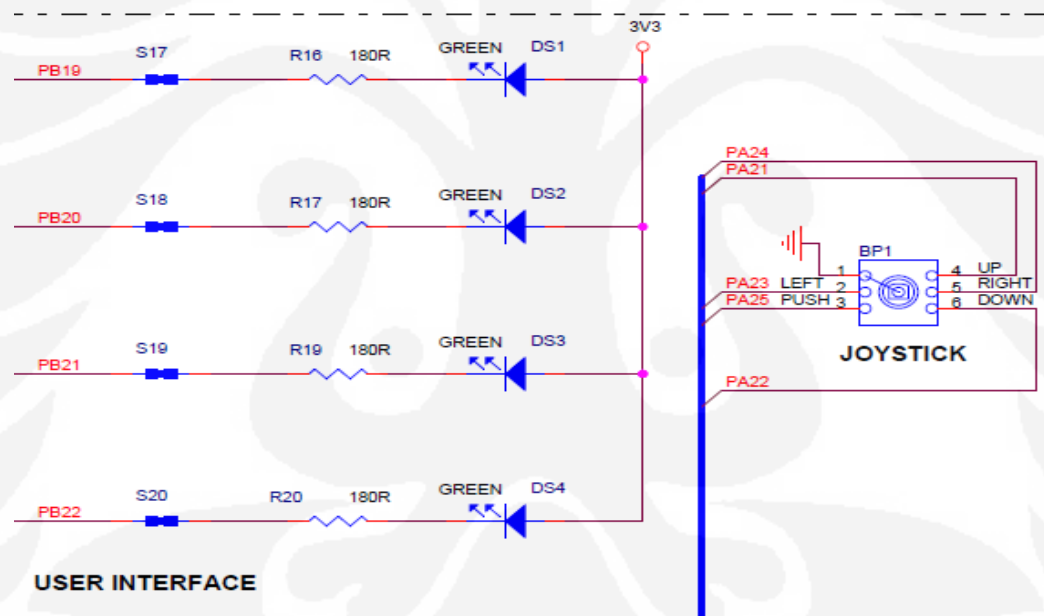 3V3
S17 R16 180R GREEN DS1
PB19
S18 R17 180R GREEN DS2
PB20
S19 R19 180R GREEN DS3
PB21
S20 R20 180R GREEN DS4
PB22
USER INTERFACE
PA24
PA21
BP1
1 4 UP
PA23 LEFT 2 5 RIGHT
PA25 PUSH 3 6 DOWN
JOYSTICK
PA22